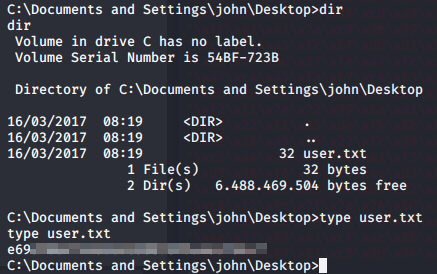 C:\Documents and Settings\john\Desktop>dir
dir
 Volume in drive C has no label.
 Volume Serial Number is 54BF-723B

 Directory of C:\Documents and Settings\john\Desktop

16/03/2017  08:19    <DIR>          .
16/03/2017  08:19    <DIR>          ..
16/03/2017  08:19                32 user.txt
               1 File(s)             32 bytes
               2 Dir(s)   6.488.469.504 bytes free

C:\Documents and Settings\john\Desktop>type user.txt
type user.txt
e69
C:\Documents and Settings\john\Desktop>